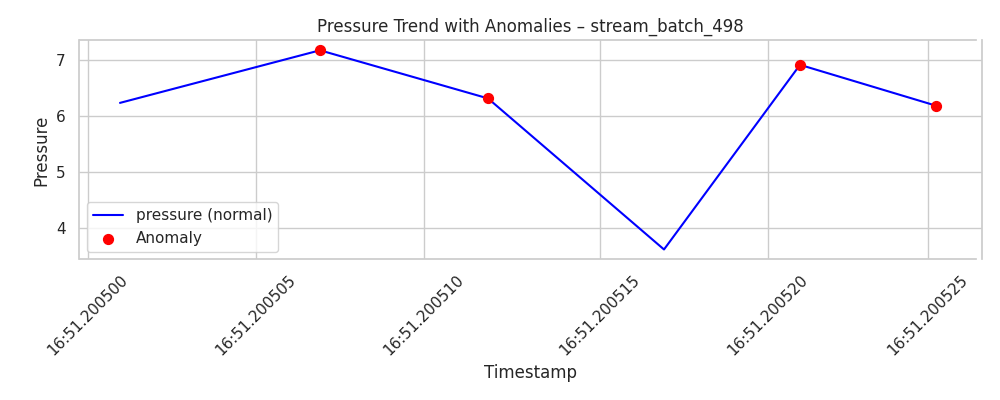 Pressure Trend with Anomalies – stream_batch_498
7
6
5
4
Pressure
pressure (normal)
Anomaly
16:51.200500
16:51.200505
16:51.200510
16:51.200515
16:51.200520
16:51.200525
Timestamp